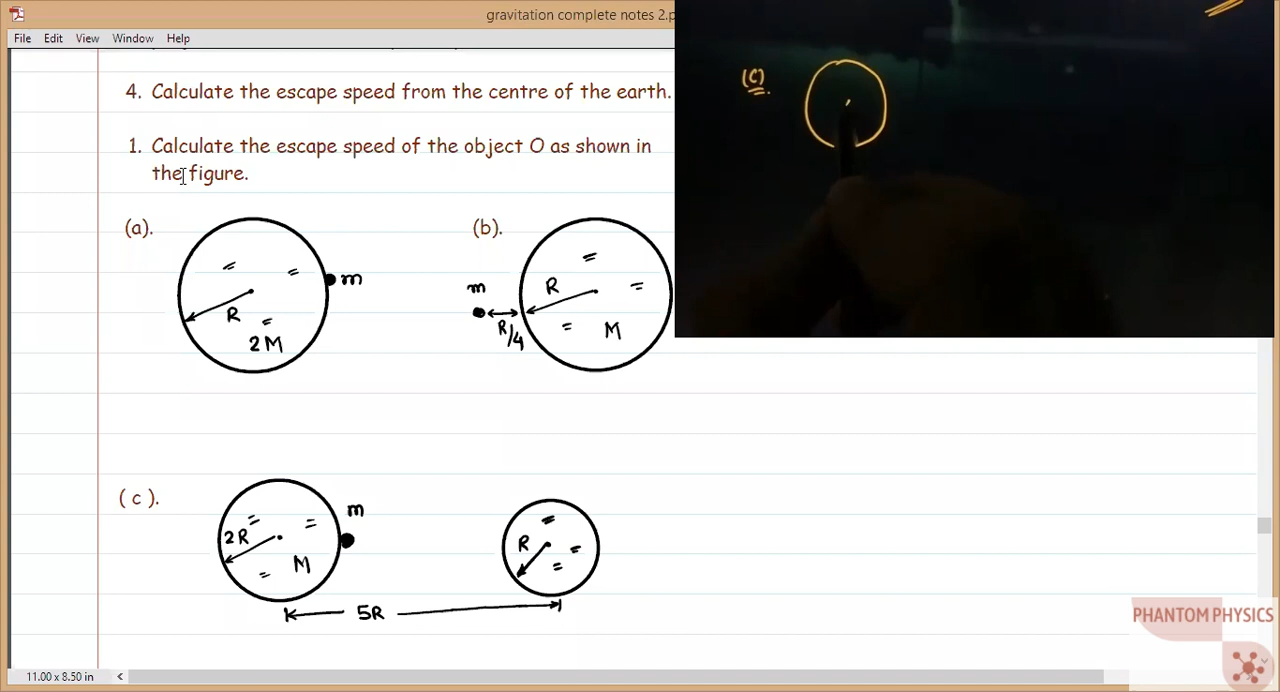 gravitation complete notes 2.p
File Edit View Window Help
4. Calculate the escape speed from the centre of the earth.
1. Calculate the escape speed of the object O as shown in
the figure.
(a).
R
2M
m
(b).
m
R/4
R
M
(c)
(c).
2R
M
m
R
5R
PHANTOM PHYSICS
11.00 x 8.50 in